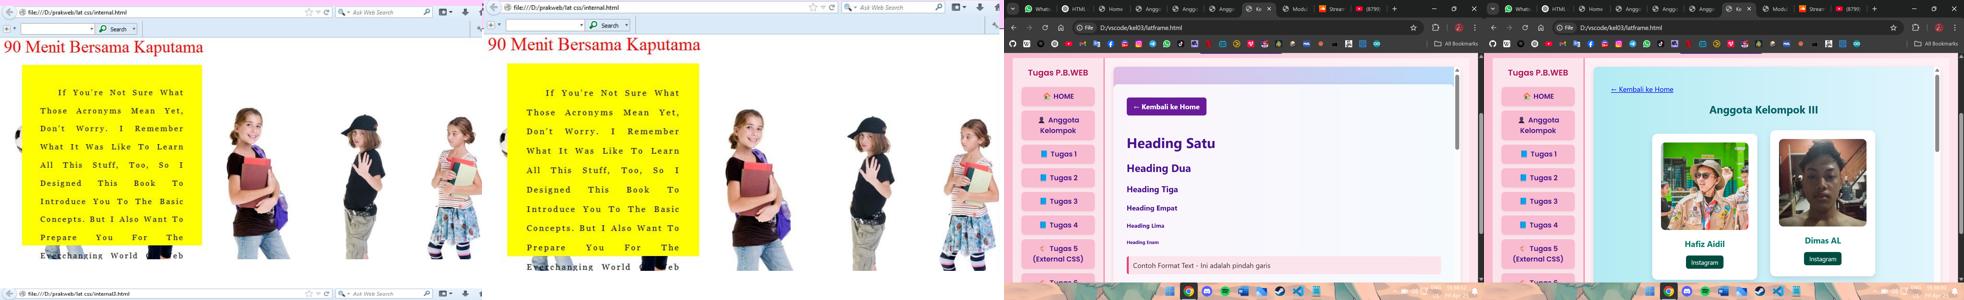 file:///D:/prakweb/lat css/internal.html
Ask Web Search
Search
90 Menit Bersama Kaputama
If You're Not Sure What
Those Acronyms Mean Yet,
Don't Worry. I Remember
What It Was Like To Learn
All This Stuff, Too, So I
Designed This Book To
Introduce You To The Basic
Concepts. But I Also Want To
Prepare You For The
Everchanging World
file:///D:/prakweb/lat css/internal3.html
Ask Web Search
file:///D:/prakweb/lat css/internal.html
Ask Web Search
Search
90 Menit Bersama Kaputama
If You're Not Sure What
Those Acronyms Mean Yet,
Don't Worry. I Remember
What It Was Like To Learn
All This Stuff, Too, So I
Designed This Book To
Introduce You To The Basic
Concepts. But I Also Want To
Prepare You For The
Everchanging World
File D:/vscode/kel03/latframe.html
All Bookmarks
Tugas P.B.WEB
HOME
Anggota
Kelompok
Tugas 1
Tugas 2
Tugas 3
Tugas 4
Tugas 5
(External CSS)
← Kembali ke Home
Heading Satu
Heading Dua
Heading Tiga
Heading Empat
Heading Lima
Heading Enam
Contoh Format Text - Ini adalah pindah garis
File D:/vscode/kel03/latframe.html
All Bookmarks
Tugas P.B.WEB
HOME
Anggota
Kelompok
Tugas 1
Tugas 2
Tugas 3
Tugas 4
Tugas 5
(External CSS)
← Kembali ke Home
Anggota Kelompok III
Hafiz Aidil
Instagram
Dimas AL
Instagram